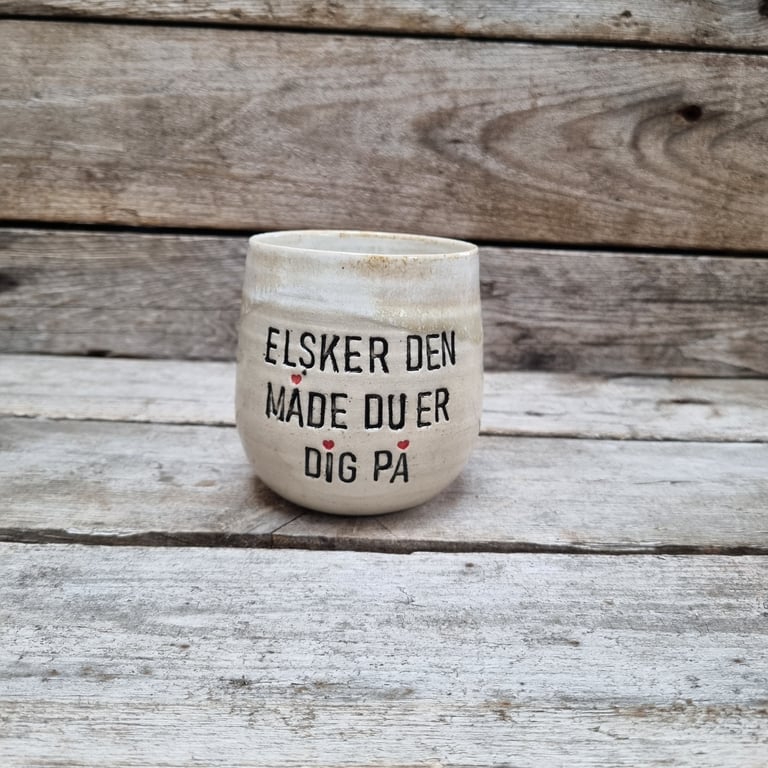 ELSKER DEN
MÅDE DU ER
DIG PÅ